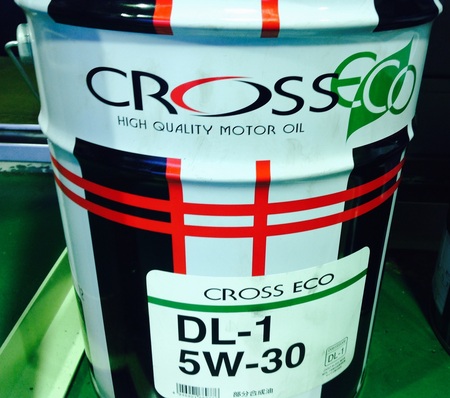 CROSS ECO
HIGH QUALITY MOTOR OIL
CROSS ECO
DL-1
5W-30
DL-1
部分合成油